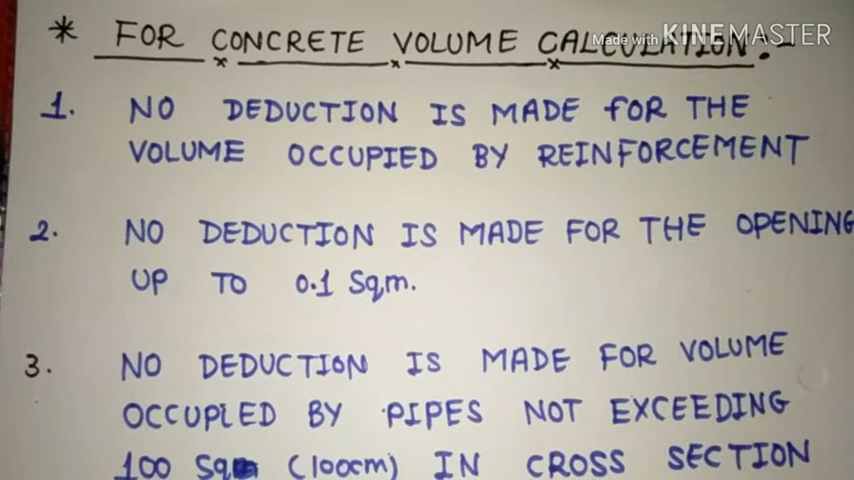 * FOR CONCRETE VOLUME CALCULATION :-
Made with KINEMASTER
1. NO DEDUCTION IS MADE FOR THE
VOLUME OCCUPIED BY REINFORCEMENT
2. NO DEDUCTION IS MADE FOR THE OPENING
UP TO 0.1 Sqm.
3. NO DEDUCTION IS MADE FOR VOLUME
OCCUPIED BY PIPES NOT EXCEEDING
100 Sq (100cm) IN CROSS SECTION